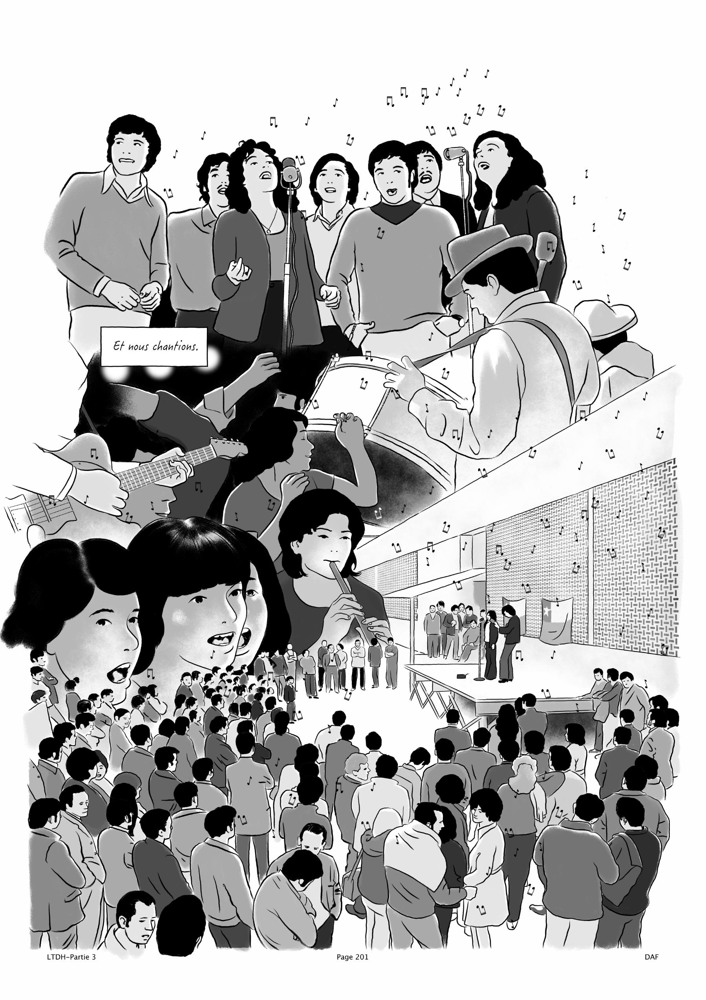 Et nous chantions.
LTDH-Partie 3
Page 201
DAF